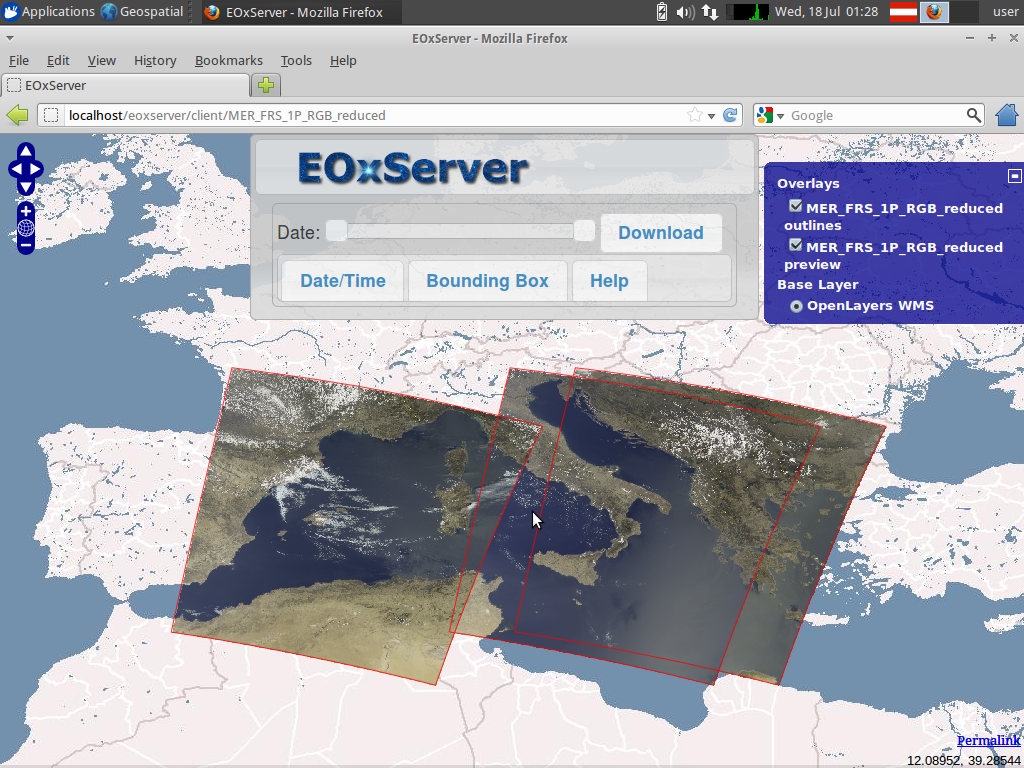 Applications Geospatial EOxServer - Mozilla Firefox Wed, 18 Jul 01:28 user
EOxServer - Mozilla Firefox
File Edit View History Bookmarks Tools Help
EOxServer
localhost/eoxserver/client/MER_FRS_1P_RGB_reduced Google
EOxServer
Date: Download
Date/Time Bounding Box Help
Overlays
MER_FRS_1P_RGB_reduced
outlines
MER_FRS_1P_RGB_reduced
preview
Base Layer
OpenLayers WMS
Permalink
12.08952, 39.28544